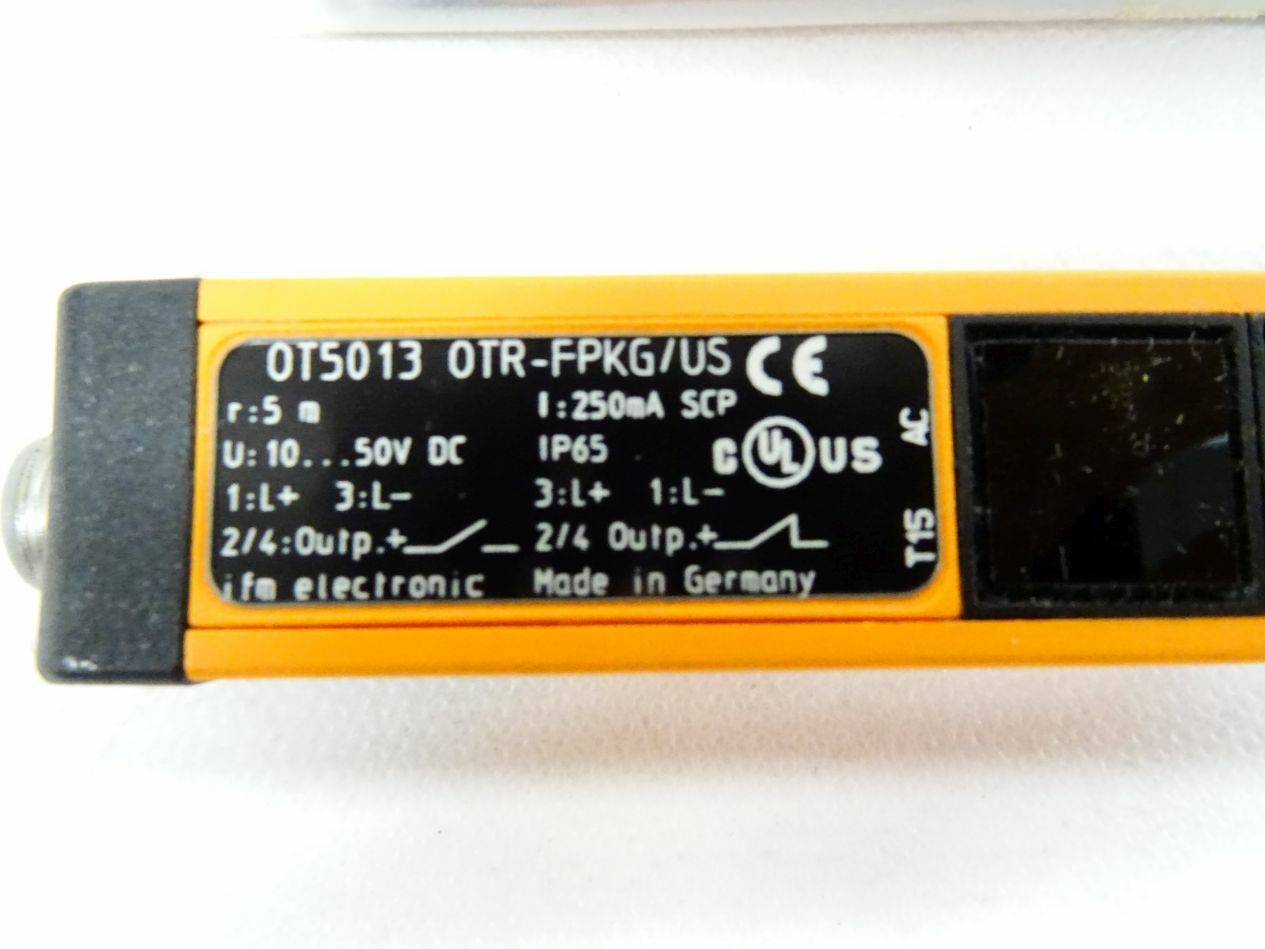 OT5013 OTR-FPKG/US CE
r:5 m I:250mA SCP
U:10...50V DC IP65 C UL US
1:L+ 3:L- 3:L+ 1:L-
2/4:Outp.+ 2/4 Outp.+
ifm electronic Made in Germany
T15 AC